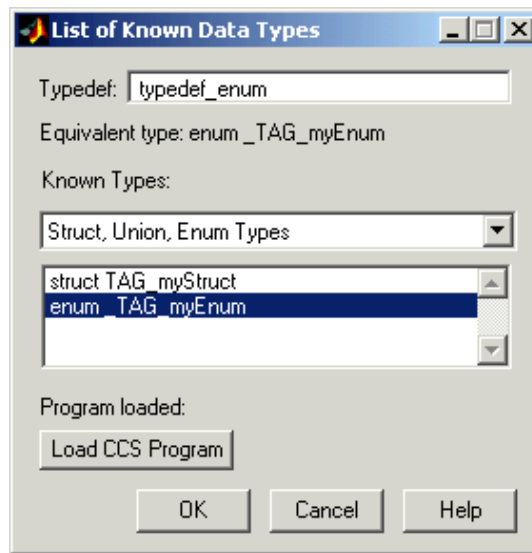 List of Known Data Types
Typedef: typedef_enum
Equivalent type: enum _TAG_myEnum
Known Types:
Struct, Union, Enum Types
struct TAG_myStruct
enum _TAG_myEnum
Program loaded:
Load CCS Program
OK Cancel Help